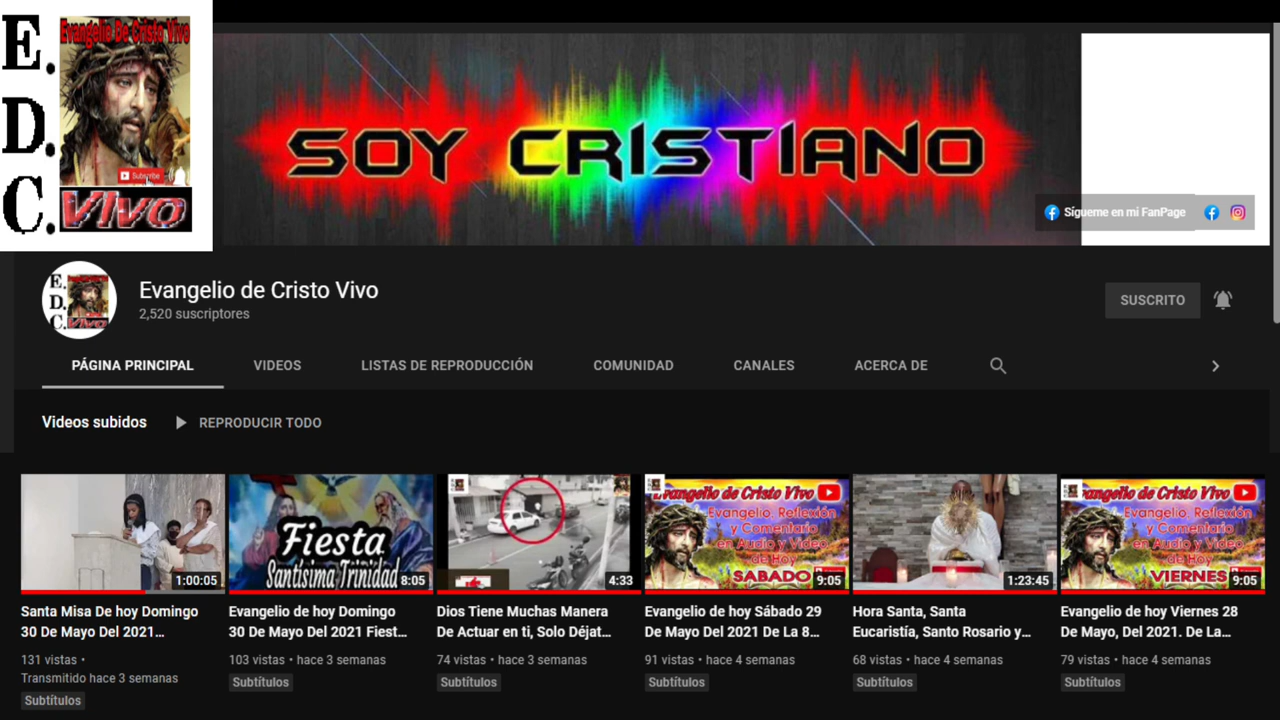 E.
D.
C.
Evangelio De Cristo Vivo
Subscribe
Vivo
SOY CRISTIANO
Sígueme en mi FanPage
Evangelio de Cristo Vivo
2,520 suscriptores
SUSCRITO
PÁGINA PRINCIPAL
VIDEOS
LISTAS DE REPRODUCCIÓN
COMUNIDAD
CANALES
ACERCA DE
Videos subidos
REPRODUCIR TODO
1:00:05
Santa Misa De hoy Domingo
30 De Mayo Del 2021…
131 vistas •
Transmitido hace 3 semanas
Subtítulos
Fiesta
Santísima Trinidad
8:05
Evangelio de hoy Domingo
30 De Mayo Del 2021 Fiest…
103 vistas • hace 3 semanas
Subtítulos
4:33
Dios Tiene Muchas Manera
De Actuar en ti, Solo Déjat…
74 vistas • hace 3 semanas
Subtítulos
Evangelio de Cristo Vivo
Evangelio, Reflexión
y Comentario
en Audio y Video
de Hoy
SABADO
9:05
Evangelio de hoy Sábado 29
De Mayo Del 2021 De La 8…
91 vistas • hace 4 semanas
Subtítulos
1:23:45
Hora Santa, Santa
Eucaristía, Santo Rosario y…
68 vistas • hace 4 semanas
Subtítulos
Evangelio de Cristo Vivo
Evangelio, Reflexión
y Comentario
en Audio y Video
de Hoy
VIERNES
9:05
Evangelio de hoy Viernes 28
De Mayo, Del 2021. De La…
79 vistas • hace 4 semanas
Subtítulos